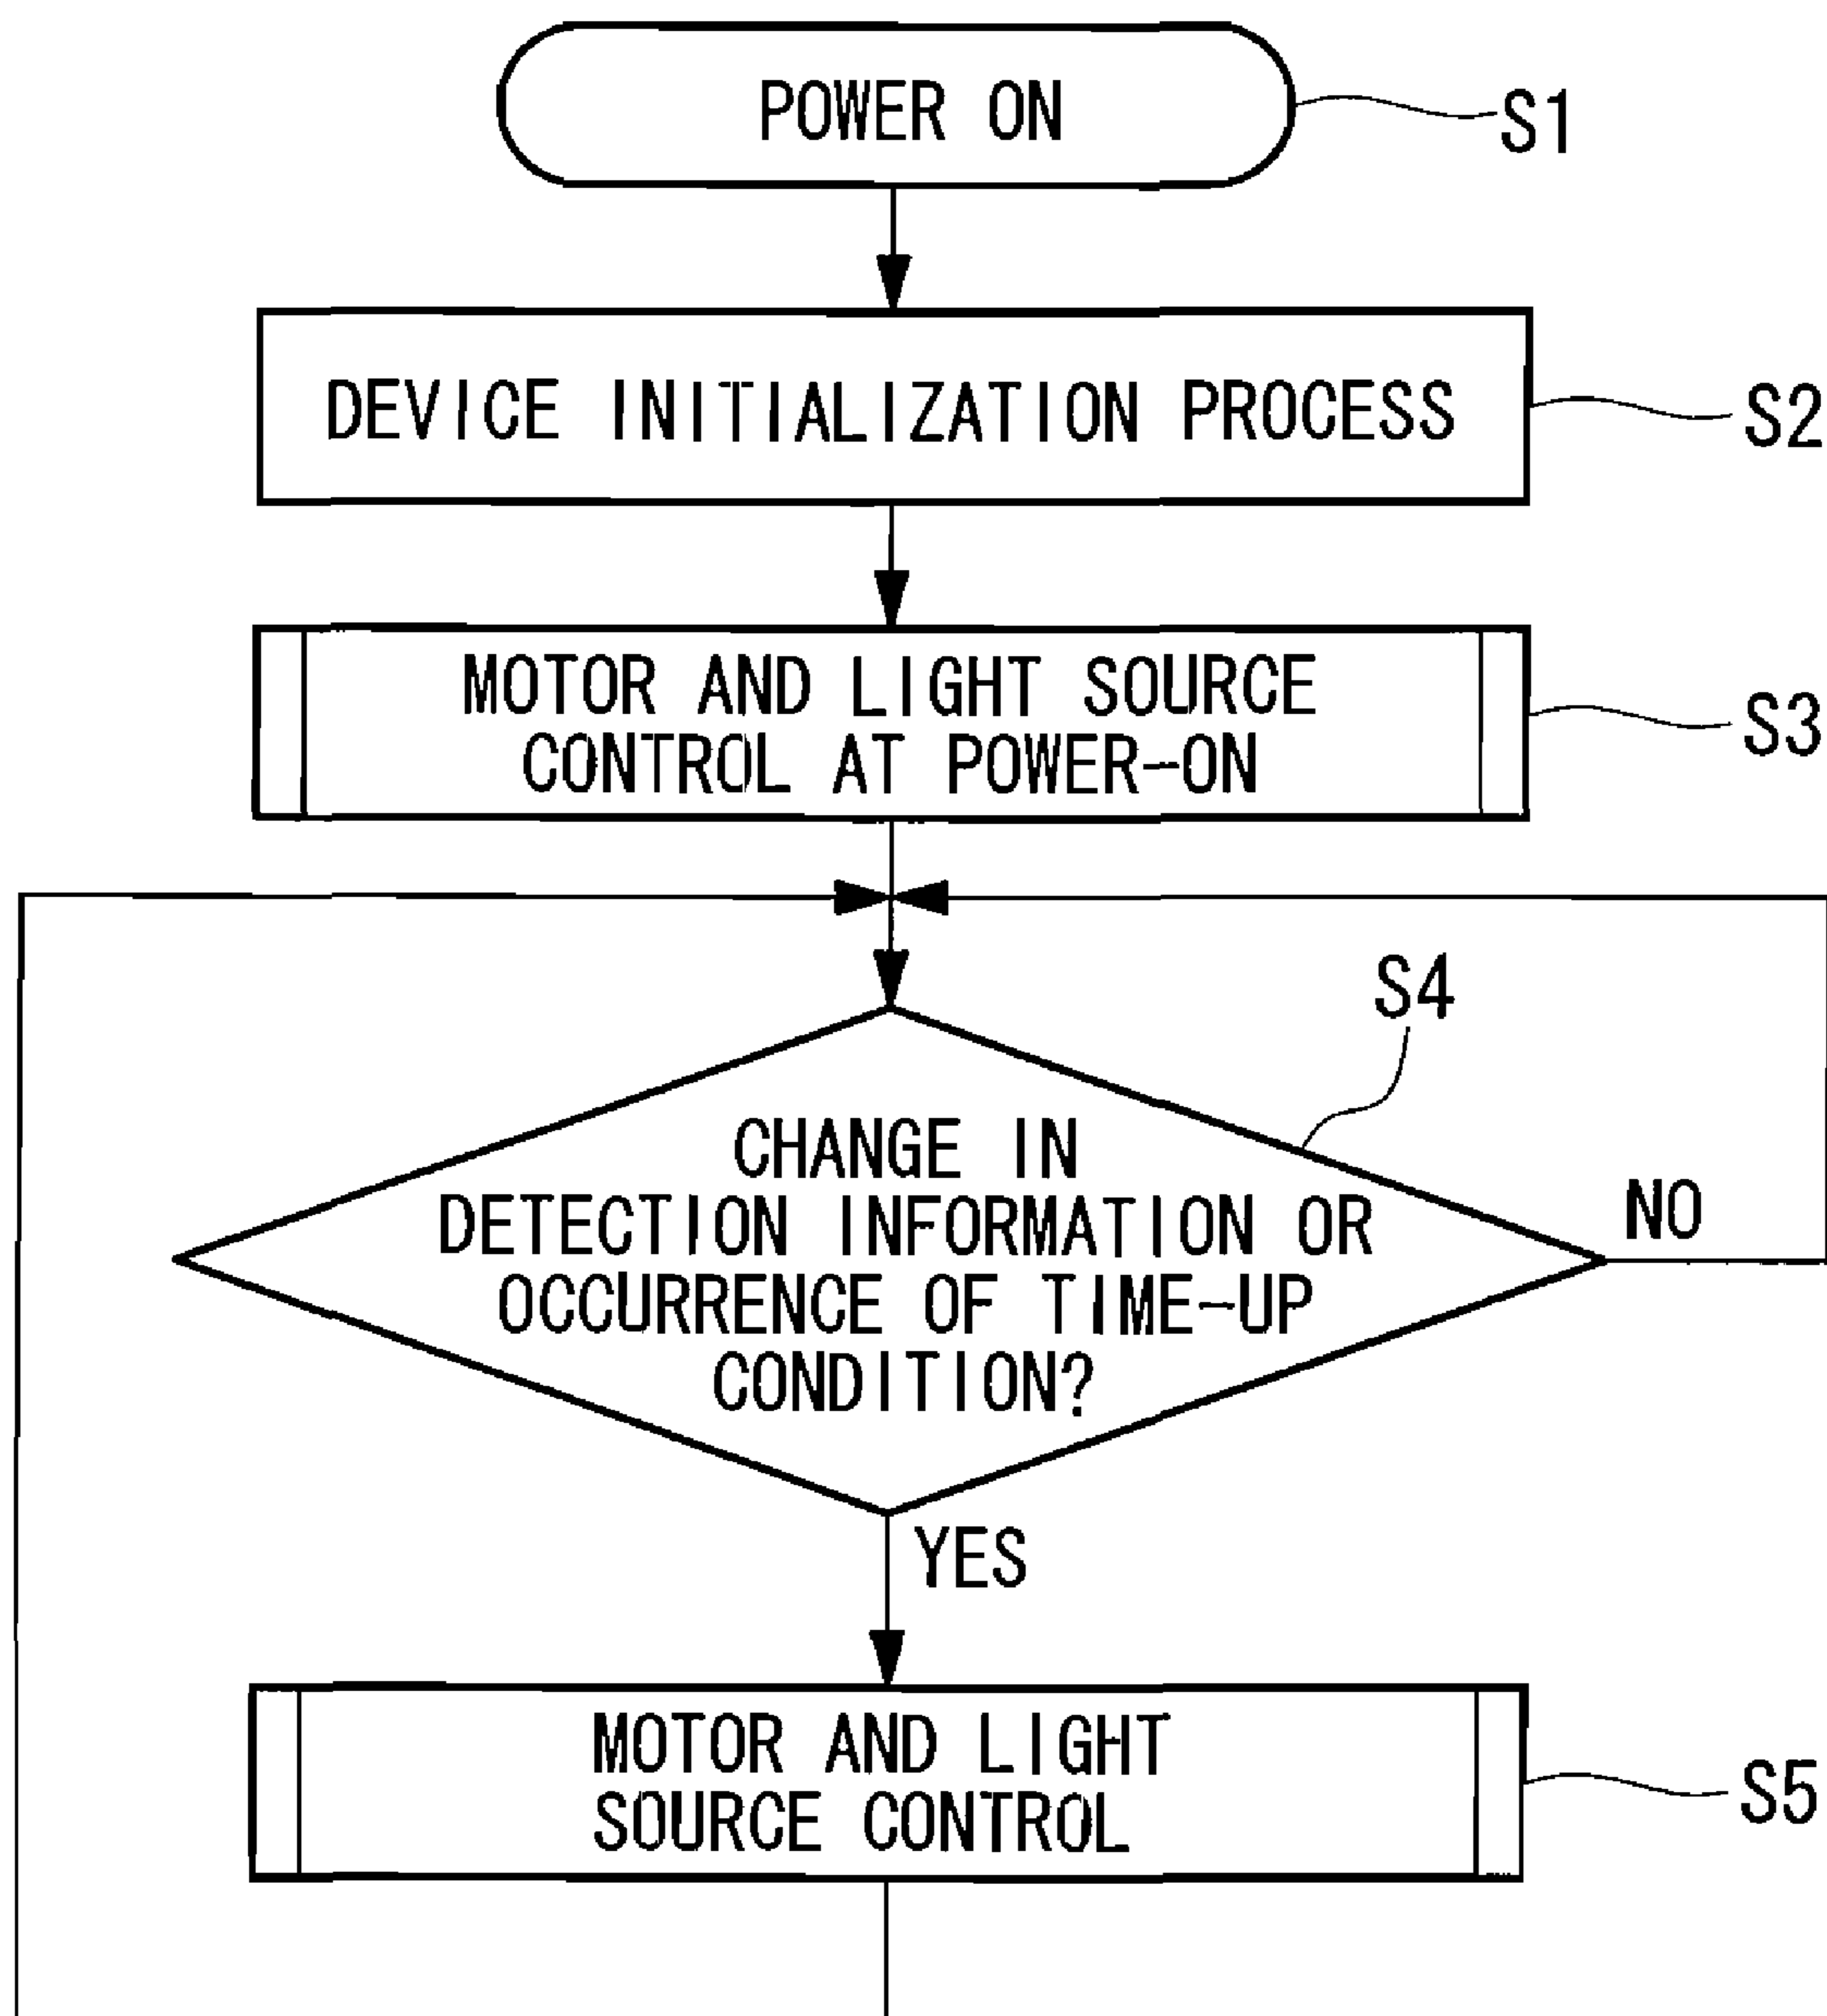 POWER ON
S1
DEVICE INITIALIZATION PROCESS
S2
MOTOR AND LIGHT SOURCE
CONTROL AT POWER-ON
S3
S4
CHANGE IN
DETECTION INFORMATION OR
OCCURRENCE OF TIME-UP
CONDITION?
NO
YES
MOTOR AND LIGHT
SOURCE CONTROL
S5